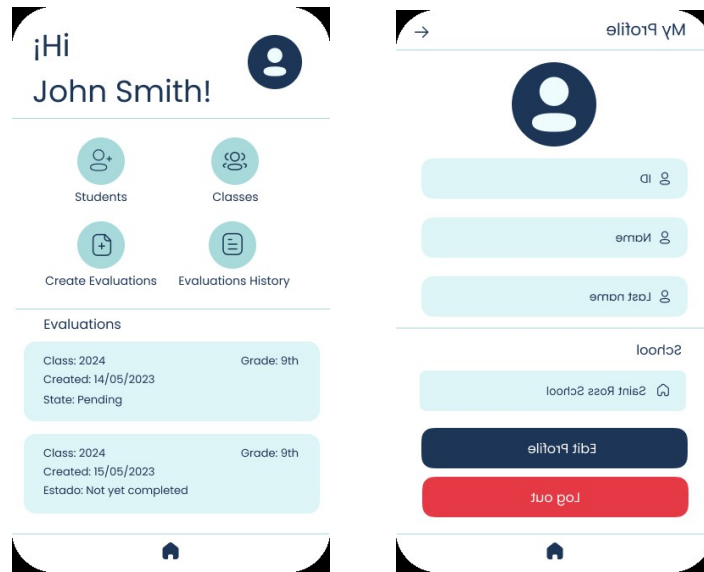 ¡Hi
John Smith!
Students
Classes
Create Evaluations
Evaluations History
Evaluations
Class: 2024 Grade: 9th
Created: 14/05/2023
State: Pending
Class: 2024 Grade: 9th
Created: 15/05/2023
Estado: Not yet completed
My Profile
ID
Name
Last name
School
Saint Ross School
Edit Profile
Log out